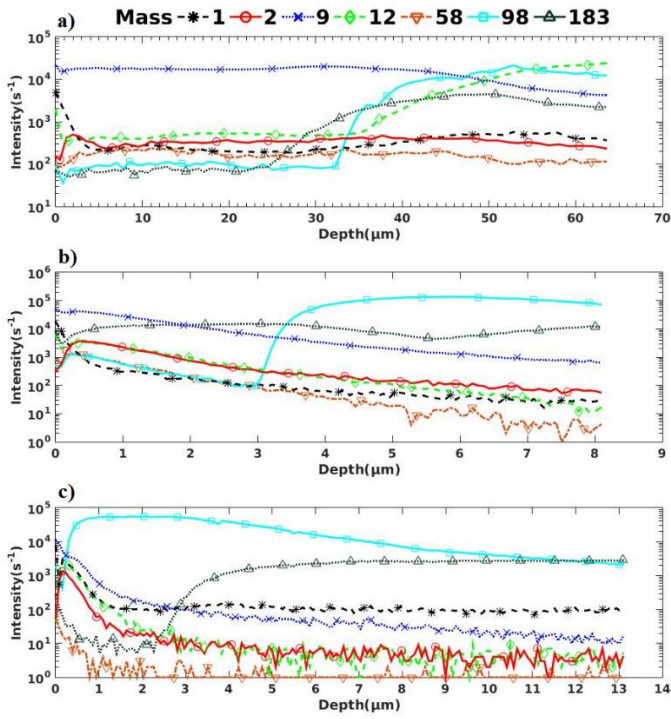 Mass 1 2 9 12 58 98 183
a)
10^5
10^4
10^3
10^2
10^1
Intensity(s^-1)
0 10 20 30 40 50 60 70
Depth(μm)
b)
10^6
10^5
10^4
10^3
10^2
10^1
10^0
Intensity(s^-1)
0 1 2 3 4 5 6 7 8 9
Depth(μm)
c)
10^5
10^4
10^3
10^2
10^1
10^0
Intensity(s^-1)
0 1 2 3 4 5 6 7 8 9 10 11 12 13 14
Depth(μm)